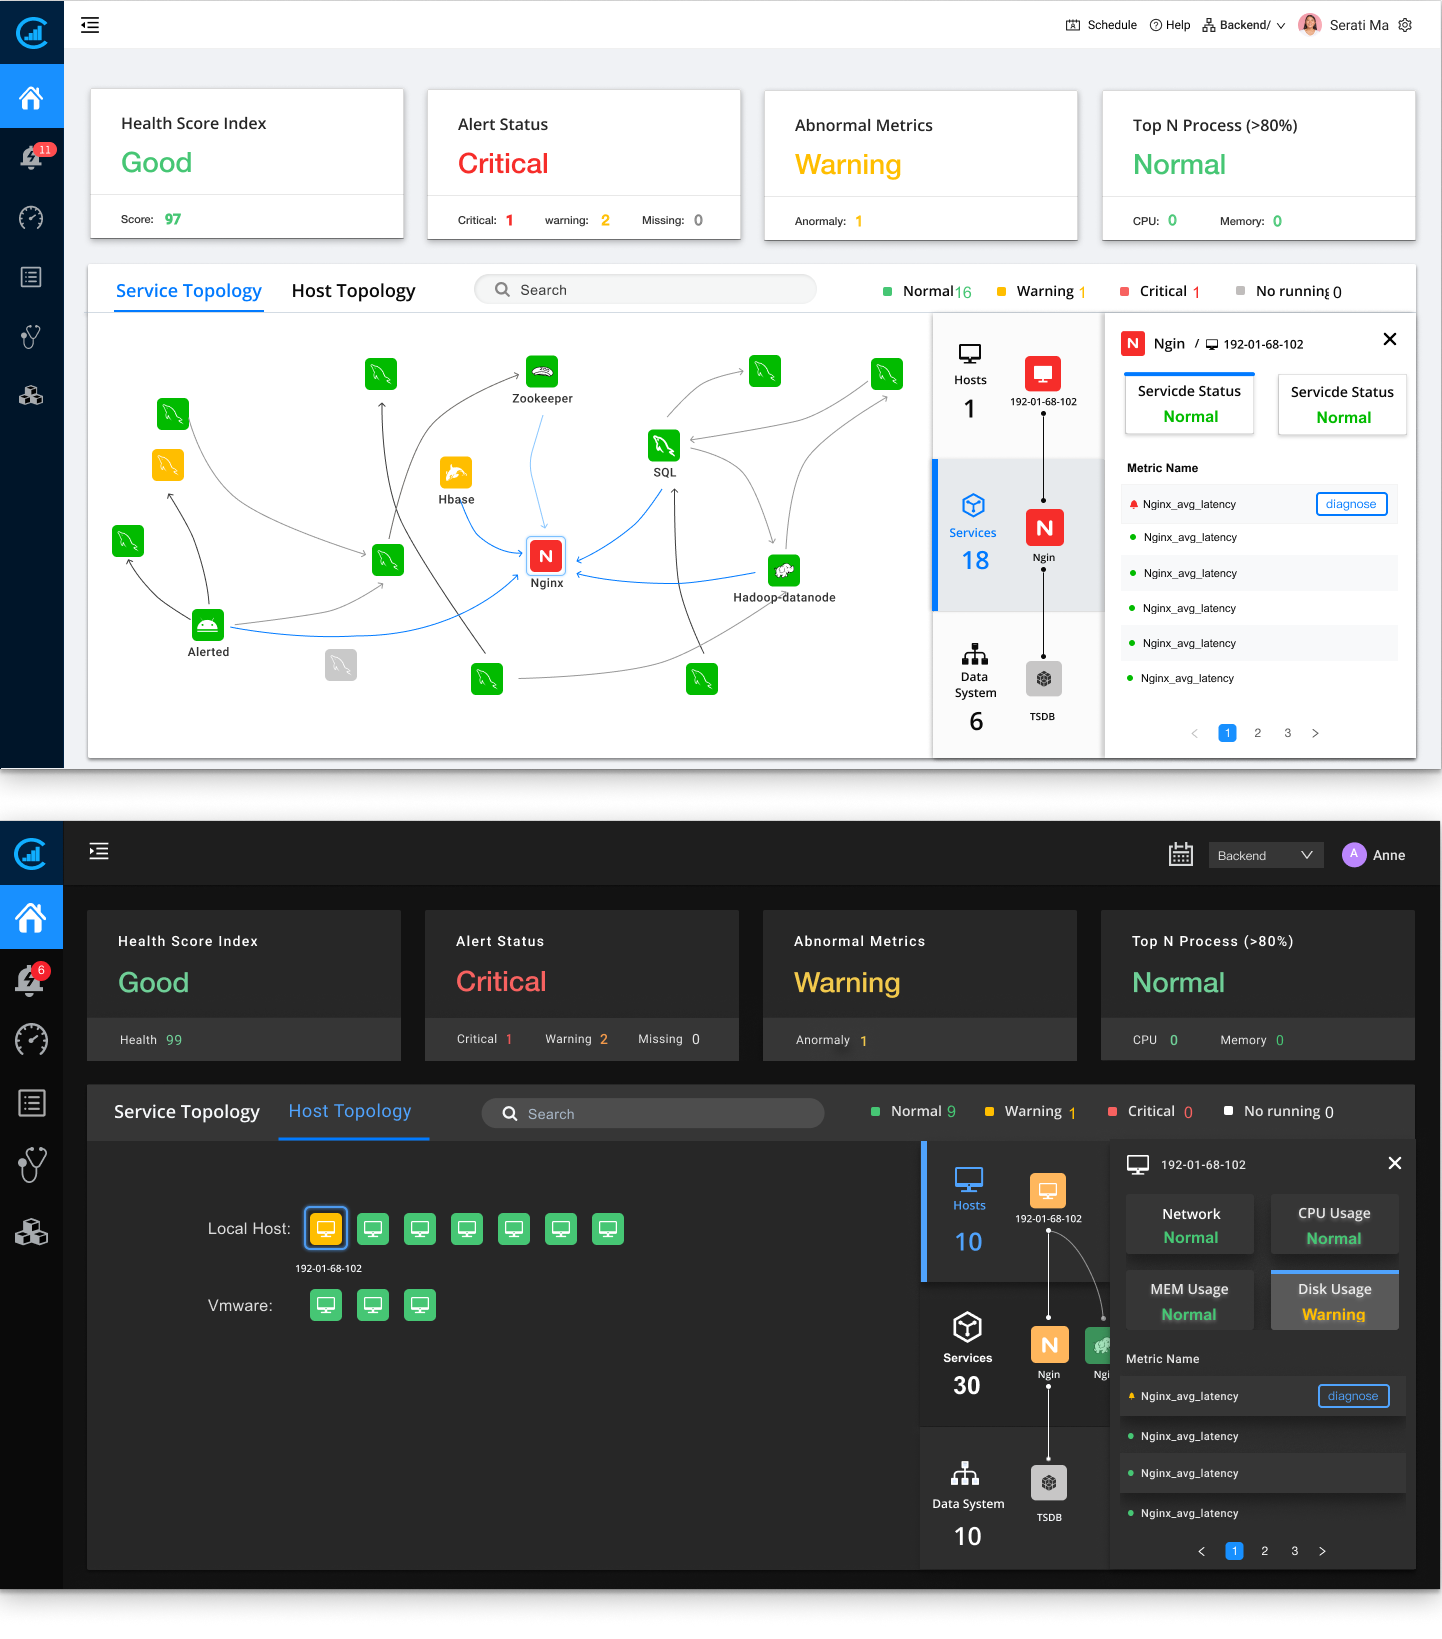 Schedule Help Backend/ Serati Ma
11
Health Score Index
Good
Score: 97
Alert Status
Critical
Critical: 1 warning: 2 Missing: 0
Abnormal Metrics
Warning
Anormaly: 1
Top N Process (>80%)
Normal
CPU: 0 Memory: 0
Service Topology Host Topology
Search
Normal 16 Warning 1 Critical 1 No running 0
Zookeeper
SQL
Hbase
N
Nginx
Hadoop-datanode
Alerted
Hosts
1
192-01-68-102
Services
18
N
Ngin
Data
System
6
TSDB
N Ngin / 192-01-68-102
Servicde Status
Normal
Servicde Status
Normal
Metric Name
Nginx_avg_latency diagnose
Nginx_avg_latency
Nginx_avg_latency
Nginx_avg_latency
Nginx_avg_latency
Nginx_avg_latency
< 1 2 3 >
Backend A Anne
6
Health Score Index
Good
Health 99
Alert Status
Critical
Critical 1 Warning 2 Missing 0
Abnormal Metrics
Warning
Anormaly 1
Top N Process (>80%)
Normal
CPU 0 Memory 0
Service Topology Host Topology
Search
Normal 9 Warning 1 Critical 0 No running 0
Local Host:
192-01-68-102
Vmware:
Hosts
10
192-01-68-102
Services
30
N
Ngin
Ngi
Data System
10
TSDB
192-01-68-102
Network
Normal
CPU Usage
Normal
MEM Usage
Normal
Disk Usage
Warning
Metric Name
Nginx_avg_latency diagnose
Nginx_avg_latency
Nginx_avg_latency
Nginx_avg_latency
< 1 2 3 >